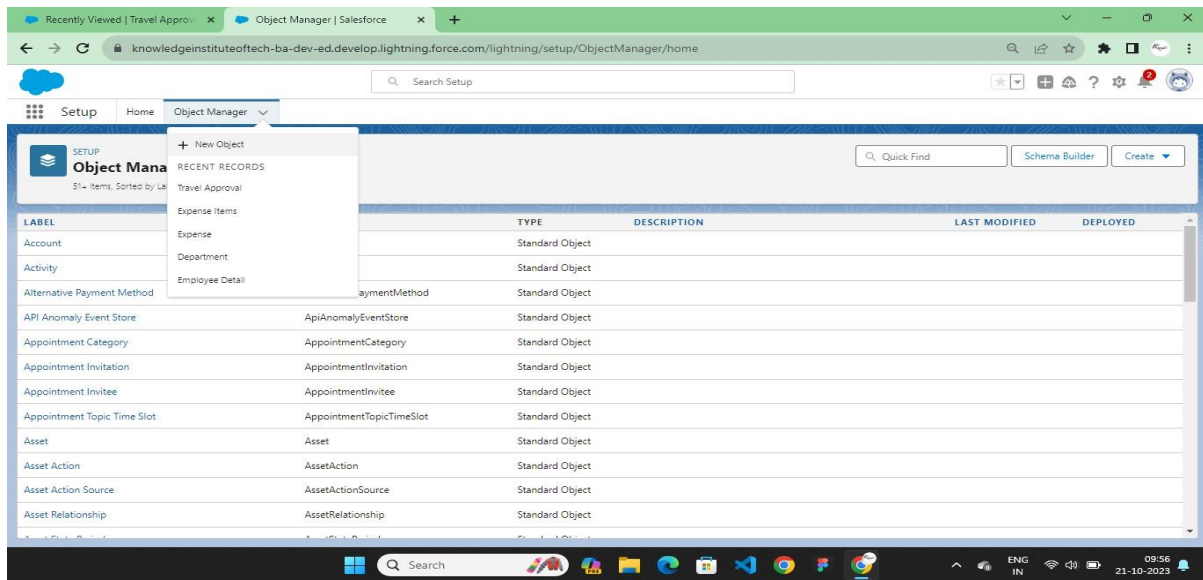 Recently Viewed | Travel Approv
Object Manager | Salesforce
knowledgeinstituteoftech-ba-dev-ed.develop.lightning.force.com/lightning/setup/ObjectManager/home
Search Setup
2
Setup Home Object Manager
New Object
RECENT RECORDS
Travel Approval
Expense Items
Expense
Department
Employee Detail
SETUP
Object Mana
51+ Items, Sorted by La
Quick Find
Schema Builder
Create
LABEL TYPE DESCRIPTION LAST MODIFIED DEPLOYED
Account Standard Object
Activity Standard Object
Alternative Payment Method aymentMethod Standard Object
API Anomaly Event Store ApiAnomalyEventStore Standard Object
Appointment Category AppointmentCategory Standard Object
Appointment Invitation AppointmentInvitation Standard Object
Appointment Invitee AppointmentInvitee Standard Object
Appointment Topic Time Slot AppointmentTopicTimeSlot Standard Object
Asset Asset Standard Object
Asset Action AssetAction Standard Object
Asset Action Source AssetActionSource Standard Object
Asset Relationship AssetRelationship Standard Object
Search
ENG
IN
09:56
21-10-2023